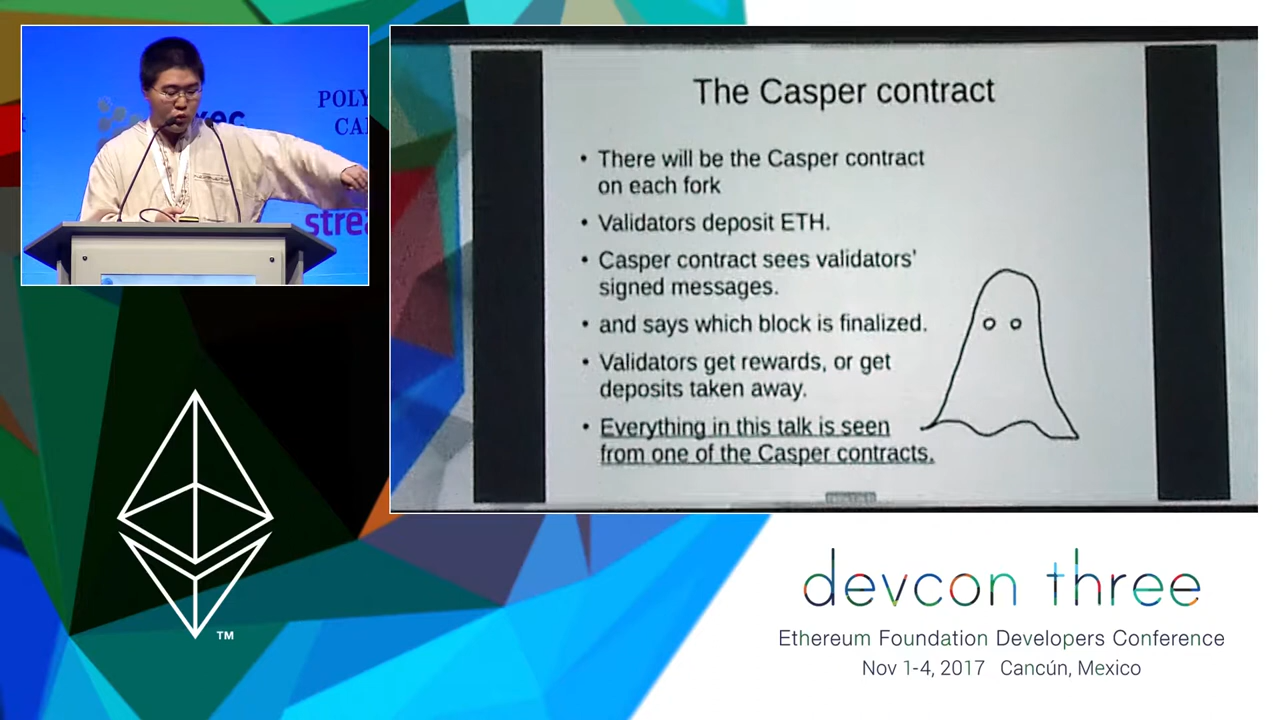 The Casper contract
• There will be the Casper contract
on each fork
• Validators deposit ETH.
• Casper contract sees validators'
signed messages.
• and says which block is finalized.
• Validators get rewards, or get
deposits taken away.
• Everything in this talk is seen
from one of the Casper contracts.
TM
devcon three
Ethereum Foundation Developers Conference
Nov 1-4, 2017 Cancún, Mexico